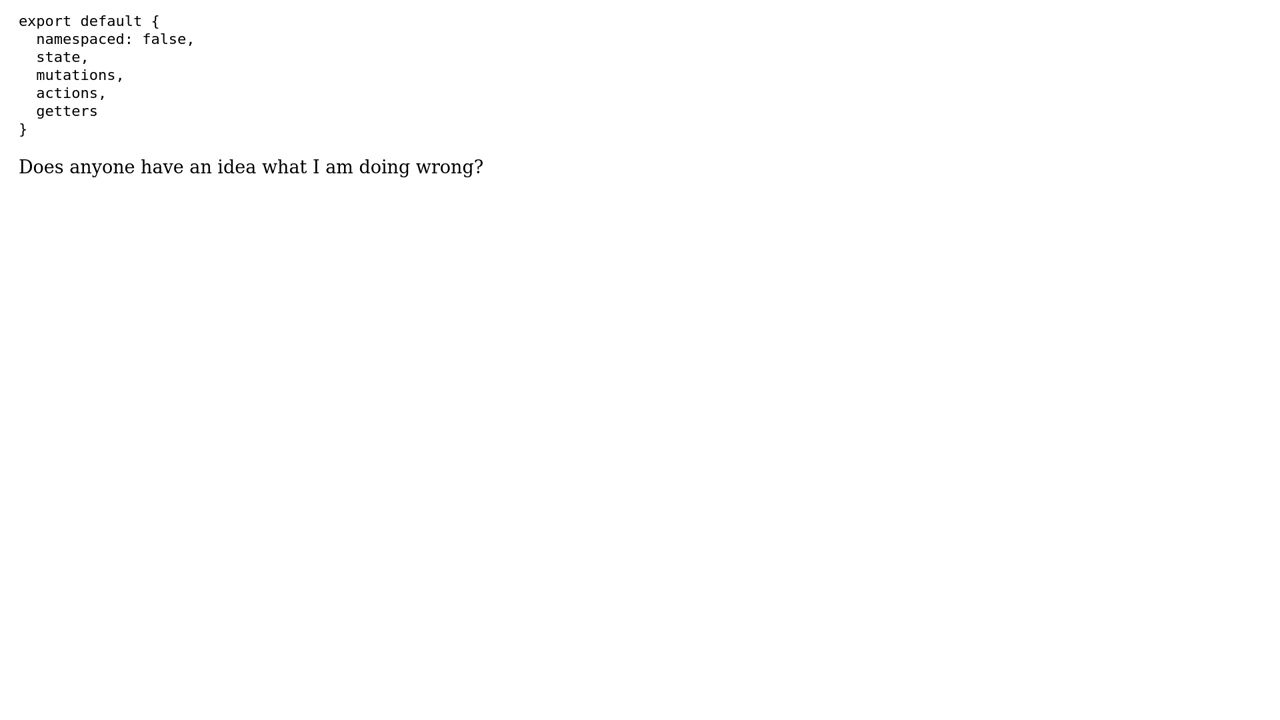 export default {
  namespaced: false,
  state,
  mutations,
  actions,
  getters
}
Does anyone have an idea what I am doing wrong?